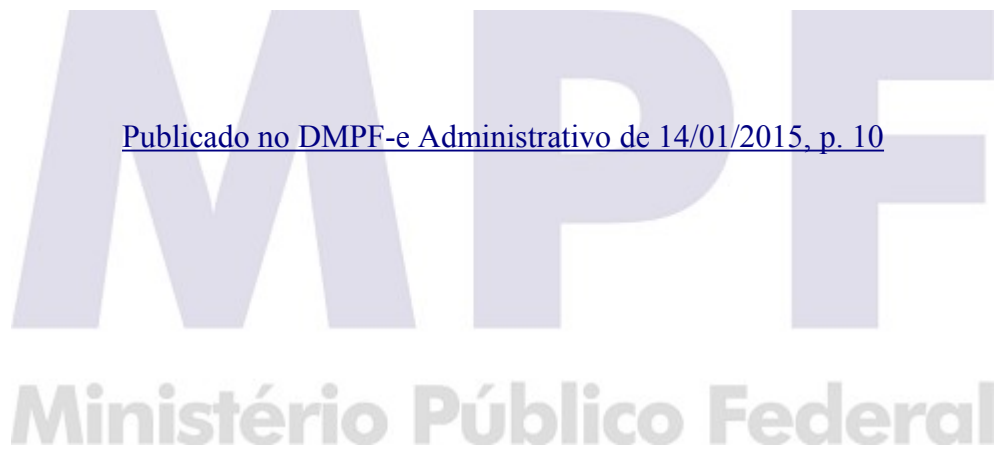 MPF
Publicado no DMPF-e Administrativo de 14/01/2015, p. 10
Ministério Público Federal